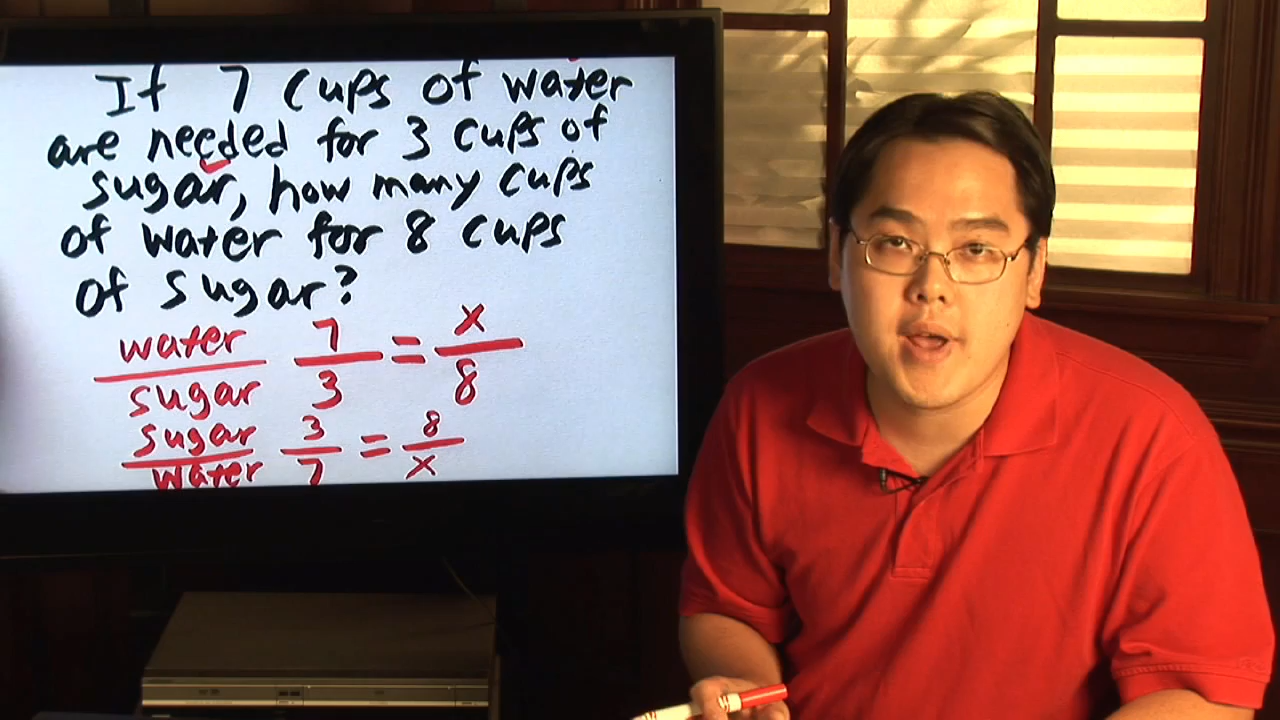 If 7 cups of water
are needed for 3 cups of
sugar, how many cups
of water for 8 cups
of sugar?
water/sugar 7/3 = x/8
sugar/water 3/7 = 8/x